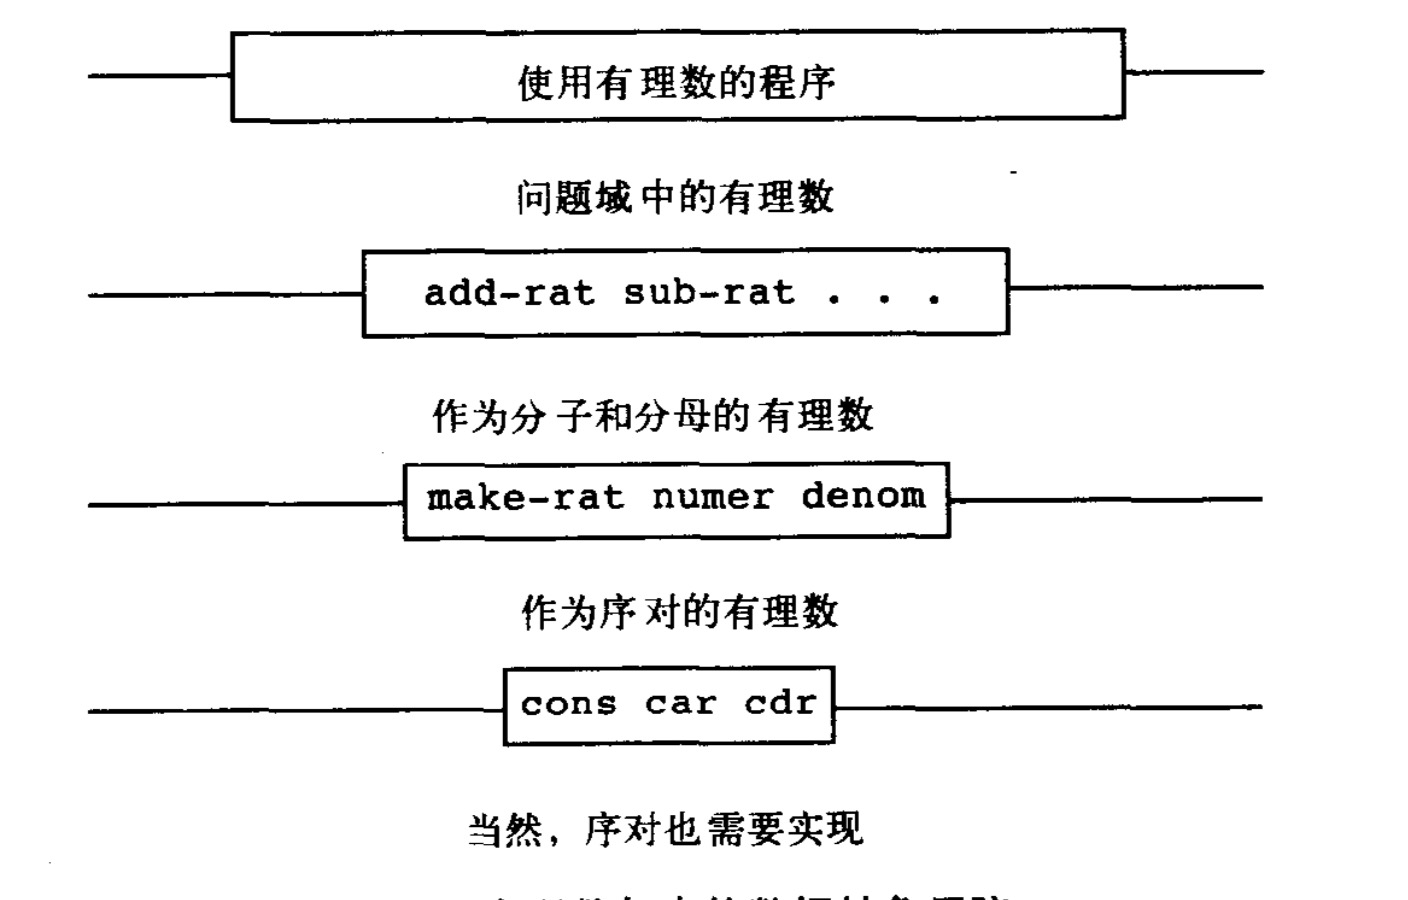 使用有理数的程序
问题域中的有理数
add-rat sub-rat . . .
作为分子和分母的有理数
make-rat numer denom
作为序对的有理数
cons car cdr
当然，序对也需要实现